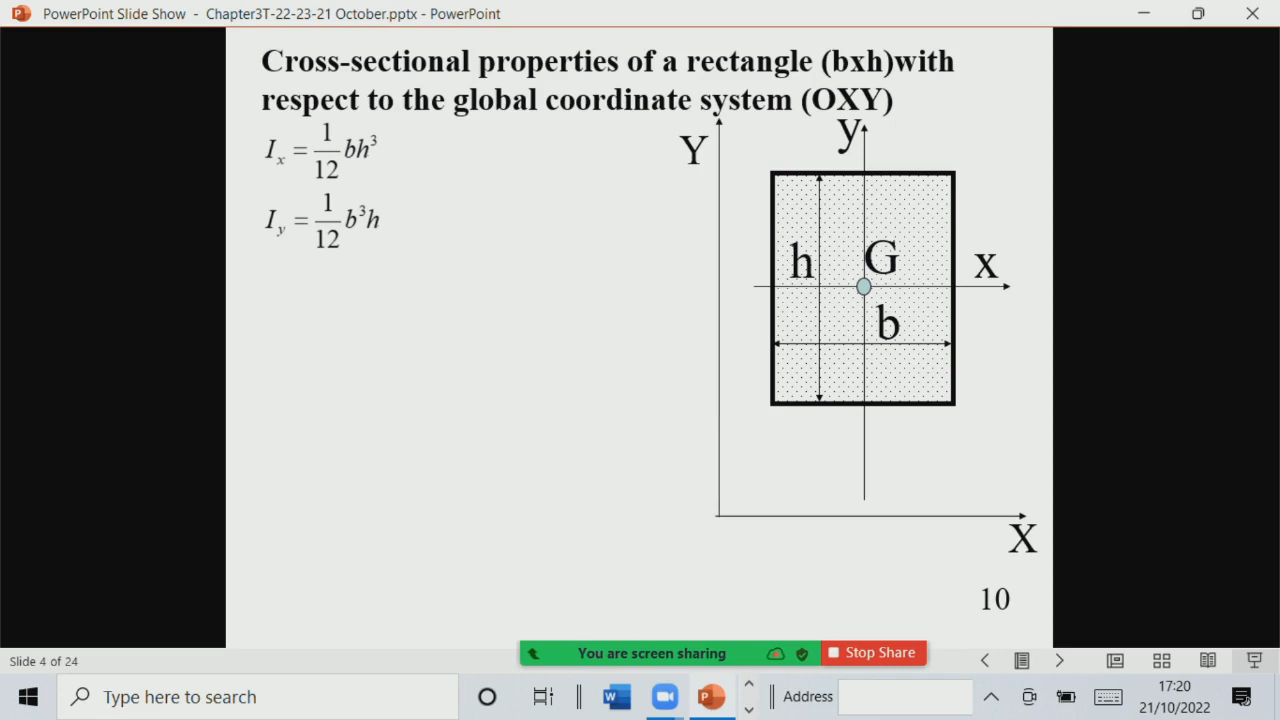 PowerPoint Slide Show - Chapter3T-22-23-21 October.pptx - PowerPoint
Cross-sectional properties of a rectangle (bxh)with
respect to the global coordinate system (OXY)
I_x = \frac{1}{12} bh^3
I_y = \frac{1}{12} b^3h
Y
y
h
G
x
b
X
10
You are screen sharing
Stop Share
Slide 4 of 24
Type here to search
Address
17:20
21/10/2022